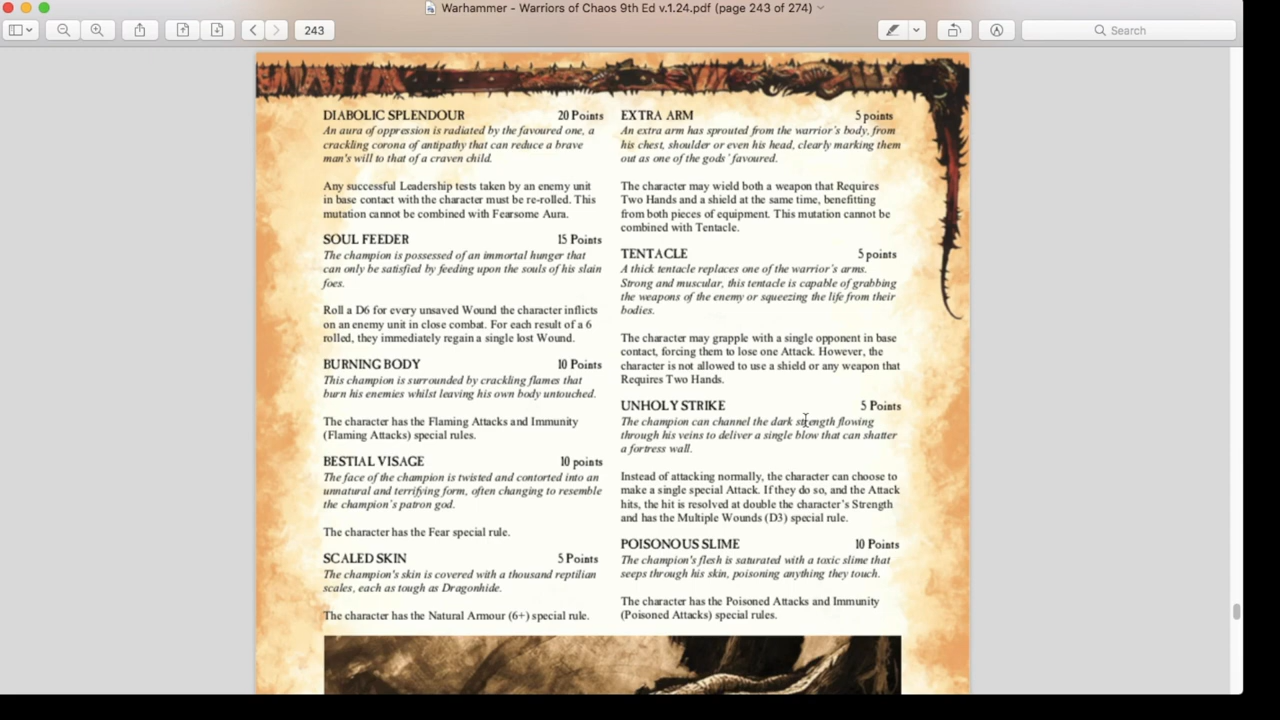 Warhammer - Warriors of Chaos 9th Ed v.1.24.pdf (page 243 of 274)
243
Search
DIABOLIC SPLENDOUR 20 Points
An aura of oppression is radiated by the favoured one, a
crackling corona of antipathy that can reduce a brave
man's will to that of a craven child.
Any successful Leadership tests taken by an enemy unit
in base contact with the character must be re-rolled. This
mutation cannot be combined with Fearsome Aura.
SOUL FEEDER 15 Points
The champion is possessed of an immortal hunger that
can only be satisfied by feeding upon the souls of his slain
foes.
Roll a D6 for every unsaved Wound the character inflicts
on an enemy unit in close combat. For each result of a 6
rolled, they immediately regain a single lost Wound.
BURNING BODY 10 Points
This champion is surrounded by crackling flames that
burn his enemies whilst leaving his own body untouched.
The character has the Flaming Attacks and Immunity
(Flaming Attacks) special rules.
BESTIAL VISAGE 10 points
The face of the champion is twisted and contorted into an
unnatural and terrifying form, often changing to resemble
the champion's patron god.
The character has the Fear special rule.
SCALED SKIN 5 Points
The champion's skin is covered with a thousand reptilian
scales, each as tough as Dragonhide.
The character has the Natural Armour (6+) special rule.
EXTRA ARM 5 points
An extra arm has sprouted from the warrior's body, from
his chest, shoulder or even his head, clearly marking them
out as one of the gods' favoured.
The character may wield both a weapon that Requires
Two Hands and a shield at the same time, benefitting
from both pieces of equipment. This mutation cannot be
combined with Tentacle.
TENTACLE 5 points
A thick tentacle replaces one of the warrior's arms.
Strong and muscular, this tentacle is capable of grabbing
the weapons of the enemy or squeezing the life from their
bodies.
The character may grapple with a single opponent in base
contact, forcing them to lose one Attack. However, the
character is not allowed to use a shield or any weapon that
Requires Two Hands.
UNHOLY STRIKE 5 Points
The champion can channel the dark strength flowing
through his veins to deliver a single blow that can shatter
a fortress wall.
Instead of attacking normally, the character can choose to
make a single special Attack. If they do so, and the Attack
hits, the hit is resolved at double the character's Strength
and has the Multiple Wounds (D3) special rule.
POISONOUS SLIME 10 Points
The champion's flesh is saturated with a toxic slime that
seeps through his skin, poisoning anything they touch.
The character has the Poisoned Attacks and Immunity
(Poisoned Attacks) special rules.